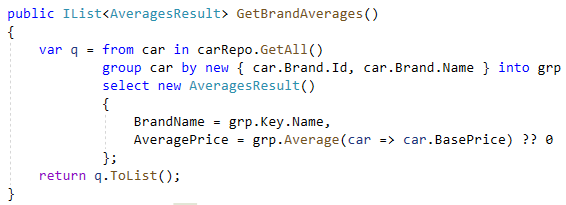 public IList<AveragesResult> GetBrandAverages()
{
    var q = from car in carRepo.GetAll()
            group car by new { car.Brand.Id, car.Brand.Name } into grp
            select new AveragesResult()
            {
                BrandName = grp.Key.Name,
                AveragePrice = grp.Average(car => car.BasePrice) ?? 0
            };
    return q.ToList();
}